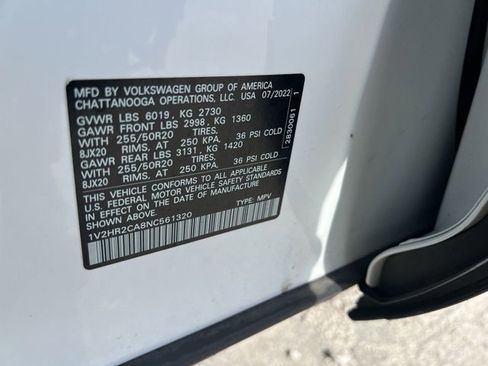 MFD BY VOLKSWAGEN GROUP OF AMERICA
CHATTANOOGA OPERATIONS, LLC. USA 07/2022
GVWR LBS 6019, KG 2730
GAWR FRONT LBS 2998, KG 1360
WITH 255/50R20 TIRES,
8JX20 RIMS, AT 250 KPA, 36 PSI COLD
GAWR REAR LBS 3131, KG 1420
WITH 255/50R20 TIRES,
8JX20 RIMS, AT 250 KPA, 36 PSI COLD
THIS VEHICLE CONFORMS TO ALL APPLICABLE
U.S. FEDERAL MOTOR VEHICLE SAFETY
STANDARDS IN EFFECT ON THE DATE OF MANUFACTURE
SHOWN ABOVE.
1V2HR2CA8NC561320 TYPE: MPV
2830061 1